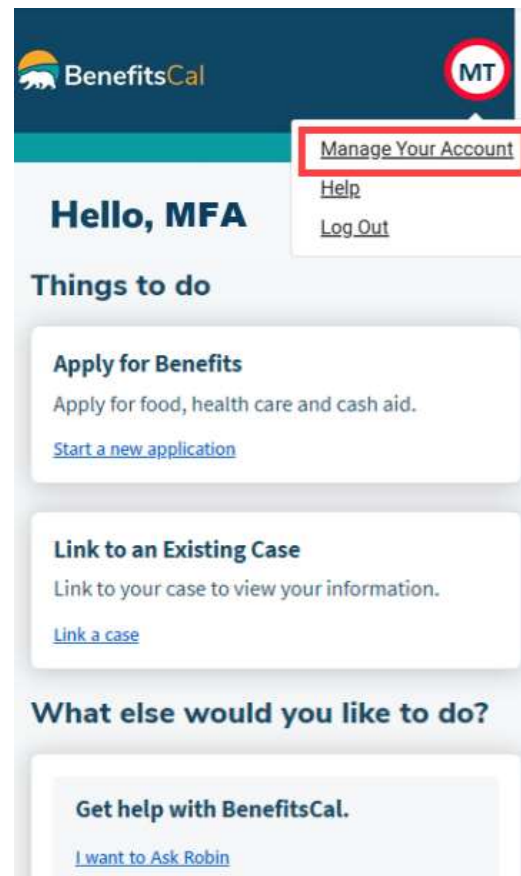 BenefitsCal
MT
Manage Your Account
Help
Log Out
Hello, MFA
Things to do
Apply for Benefits
Apply for food, health care and cash aid.
Start a new application
Link to an Existing Case
Link to your case to view your information.
Link a case
What else would you like to do?
Get help with BenefitsCal.
I want to Ask Robin